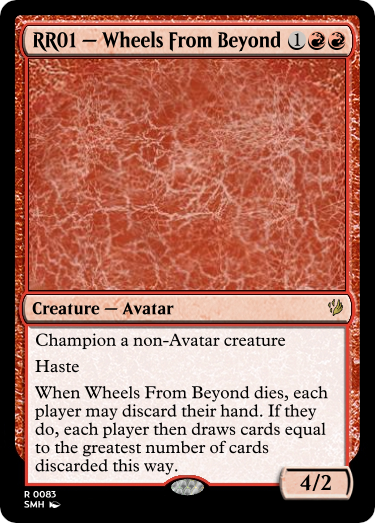 RR01 — Wheels From Beyond 1
Creature — Avatar
Champion a non-Avatar creature
Haste
When Wheels From Beyond dies, each
player may discard their hand. If they
do, each player then draws cards equal
to the greatest number of cards
discarded this way.
4/2
R 0083
SMH